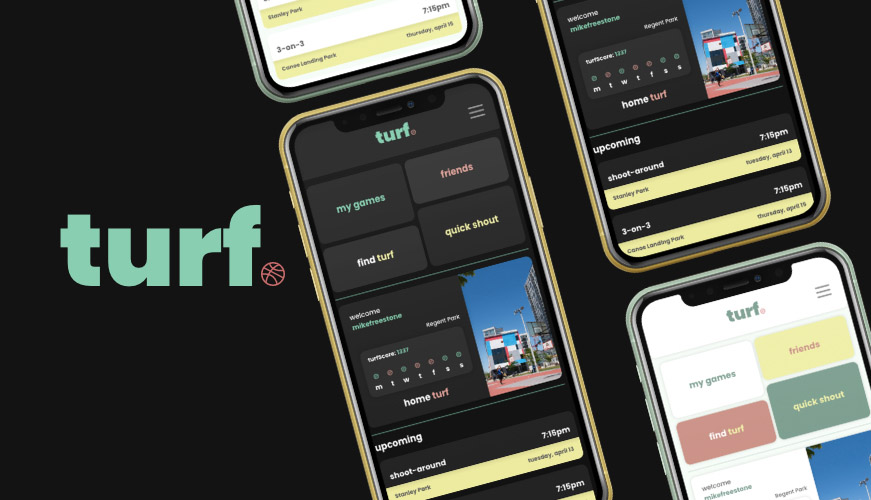 turf
Stanley Park
3-on-3
7:15pm
Canoe Landing Park
thursday, april 15
turf
my games
friends
find turf
quick shout
welcome
mikefreestone
Regent Park
turfScore: 1237
m t w t f s s
home turf
upcoming
shoot-around
7:15pm
Stanley Park
tuesday, april 13
welcome
mikefreestone
Regent Park
turfScore: 1237
m t w t f s s
home turf
upcoming
7:15pm
shoot-around
tuesday, april 13
Stanley Park
7:15pm
3-on-3
thursday, april 15
Canoe Landing Park
turf
my games
friends
find turf
quick shout
welcome
mikefreestone
Regent Park